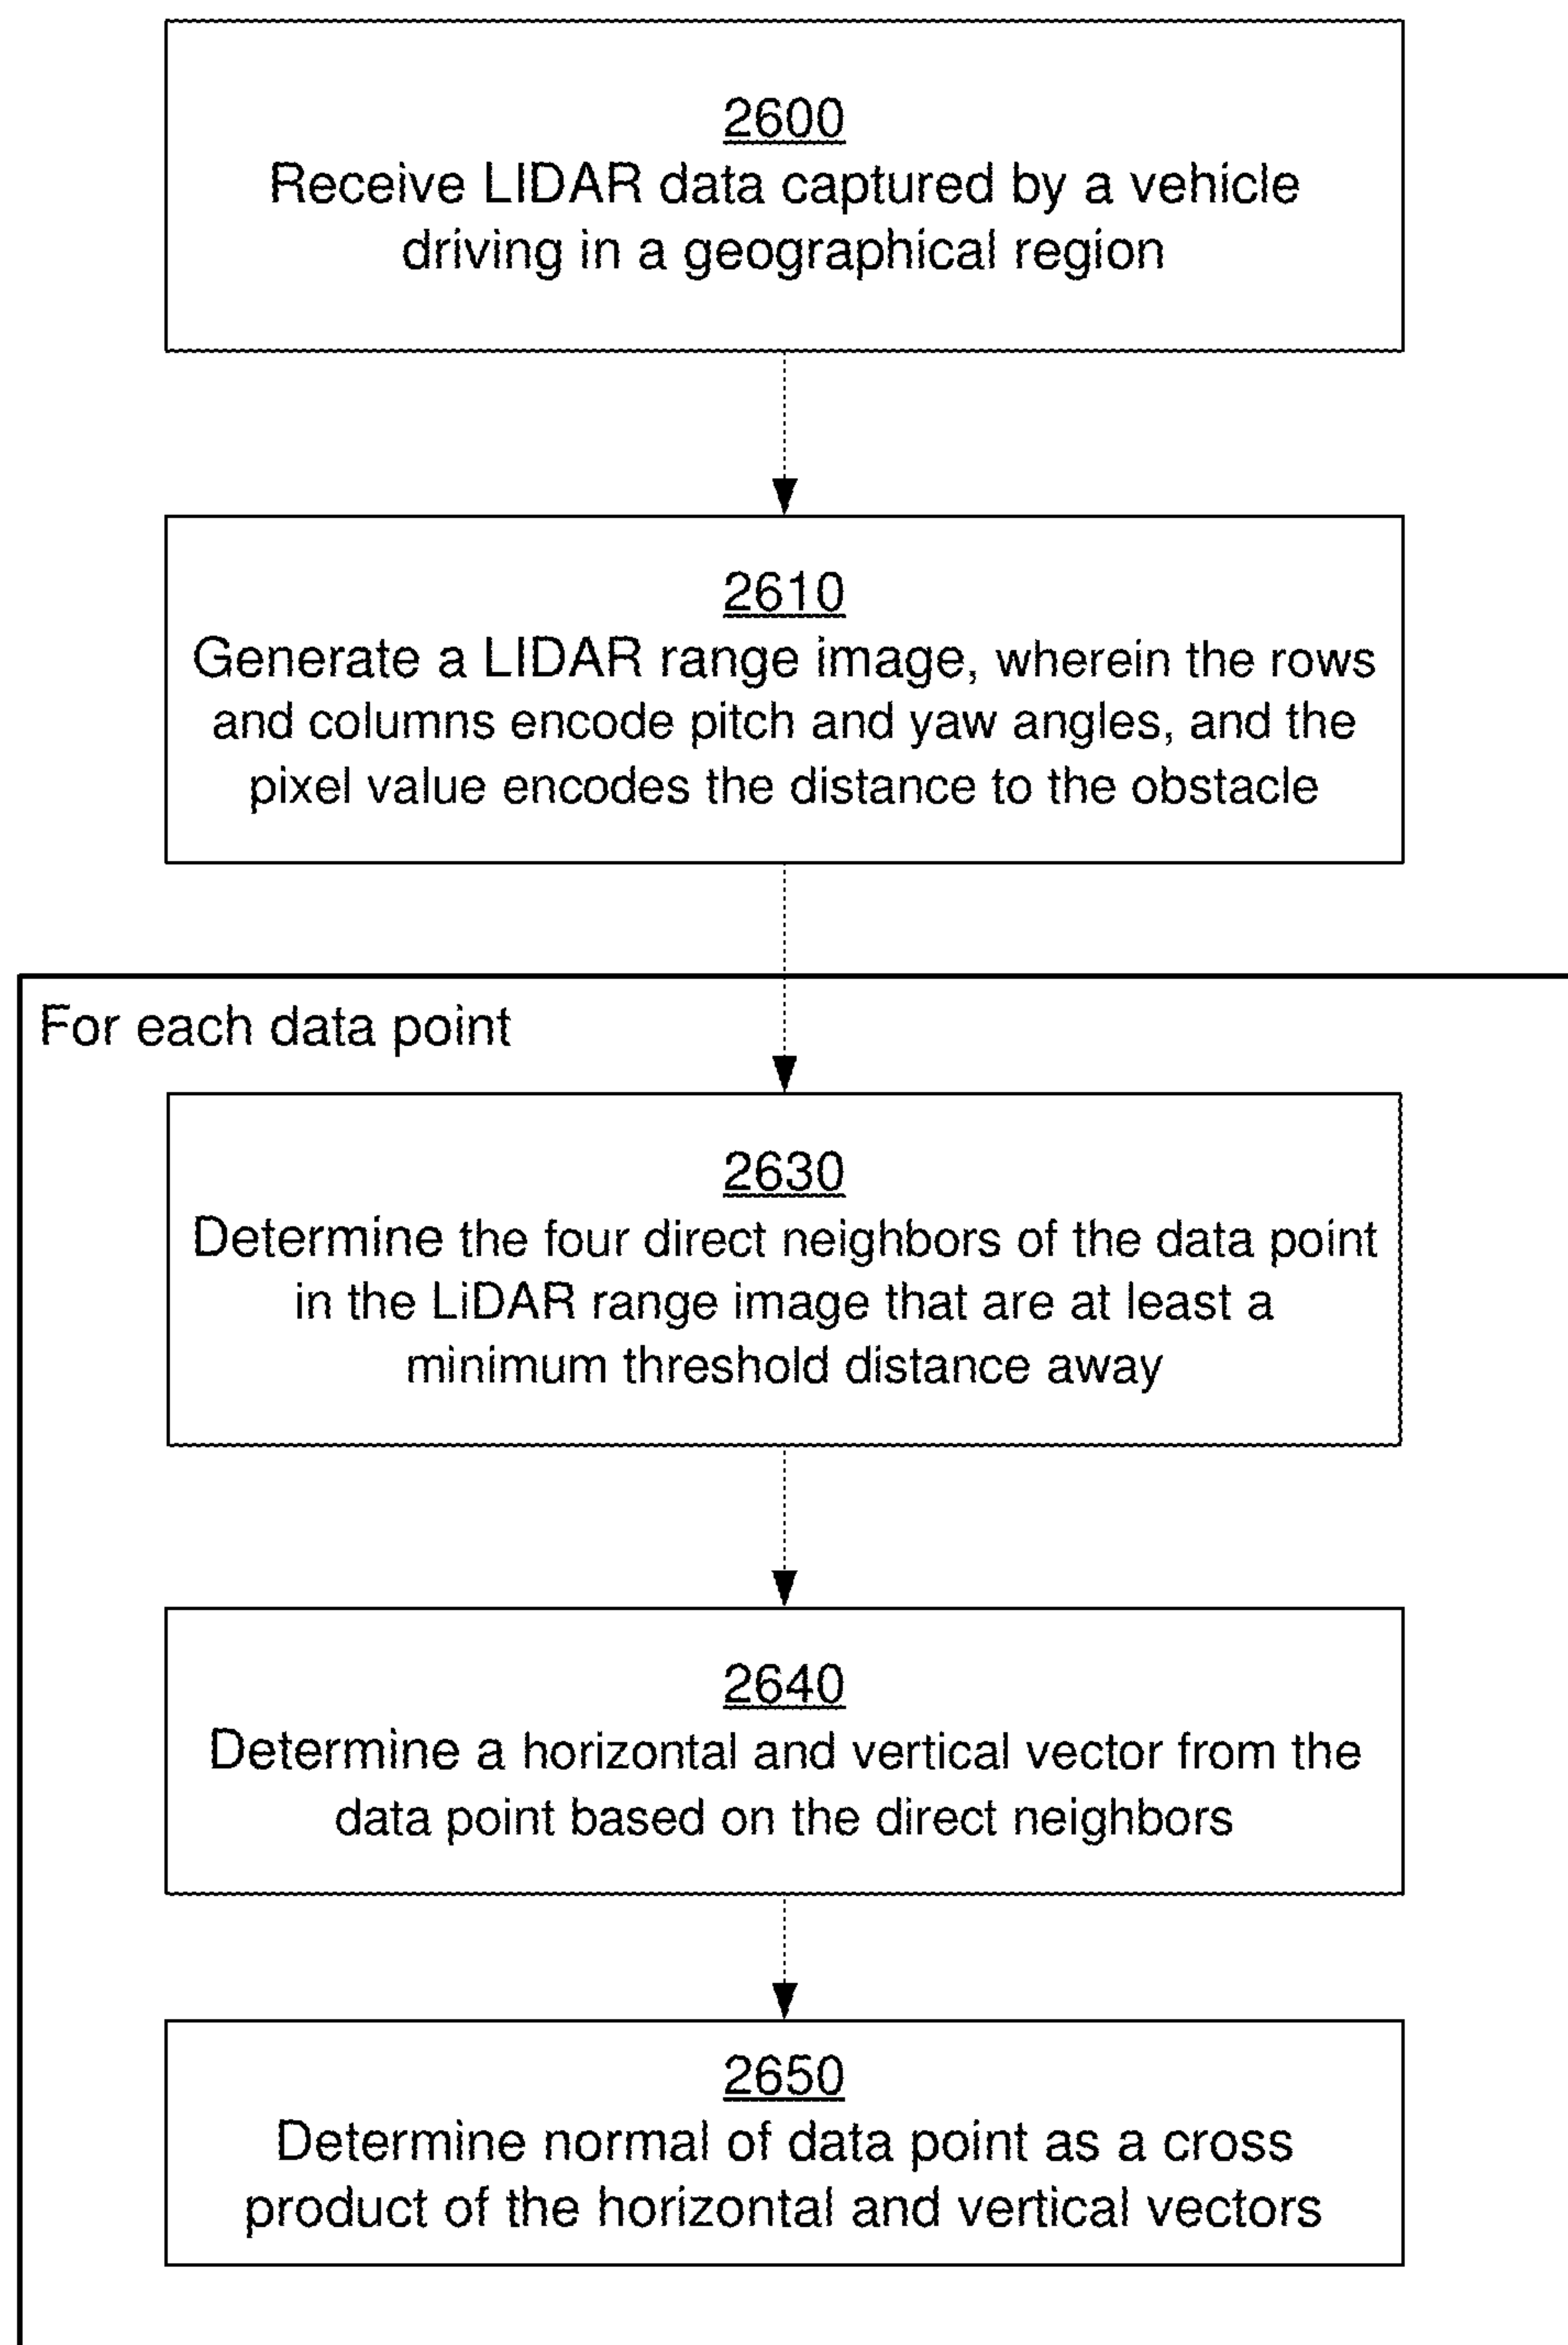 2600
Receive LIDAR data captured by a vehicle
driving in a geographical region
2610
Generate a LIDAR range image, wherein the rows
and columns encode pitch and yaw angles, and the
pixel value encodes the distance to the obstacle
For each data point
2630
Determine the four direct neighbors of the data point
in the LiDAR range image that are at least a
minimum threshold distance away
2640
Determine a horizontal and vertical vector from the
data point based on the direct neighbors
2650
Determine normal of data point as a cross
product of the horizontal and vertical vectors